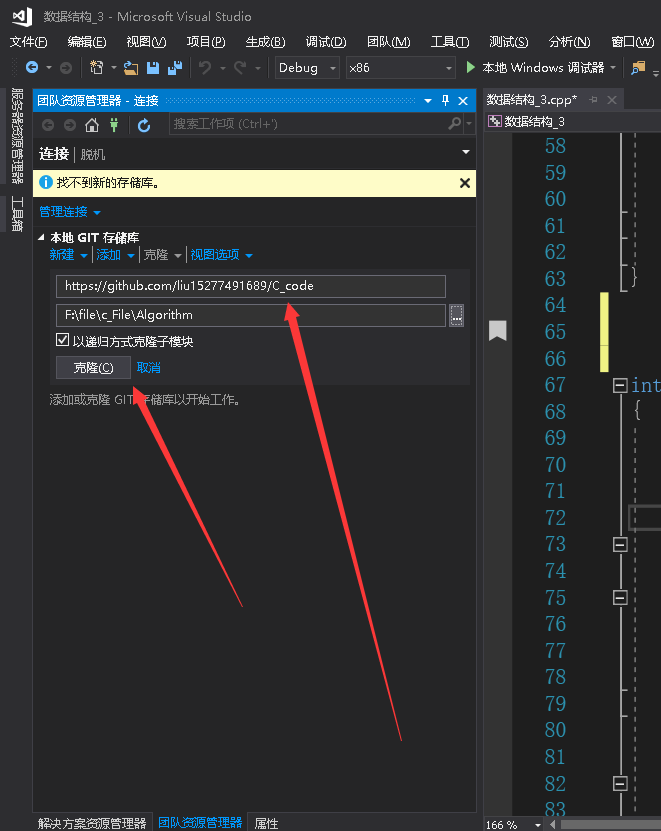 数据结构_3 - Microsoft Visual Studio
文件(F) 编辑(E) 视图(V) 项目(P) 生成(B) 调试(D) 团队(M) 工具(T) 测试(S) 分析(N) 窗口(W)
Debug x86 本地 Windows 调试器
服务器资源管理器
工具箱
团队资源管理器 - 连接
搜索工作项 (Ctrl+')
连接 | 脱机
找不到新的存储库。
管理连接
本地 GIT 存储库
新建 | 添加 | 克隆 | 视图选项
https://github.com/liu15277491689/C_code
F:\file\c_File\Algorithm
...
以递归方式克隆子模块
克隆(C) 取消
添加或克隆 GIT 存储库以开始工作。
解决方案资源管理器 团队资源管理器 属性
数据结构_3.cpp*
数据结构_3
58
59
60
61
62
63 }
64
65
66
67 int
68 {
69
70
71
72
73
74
75
76
77
78
79
80
81
82
83
166 %